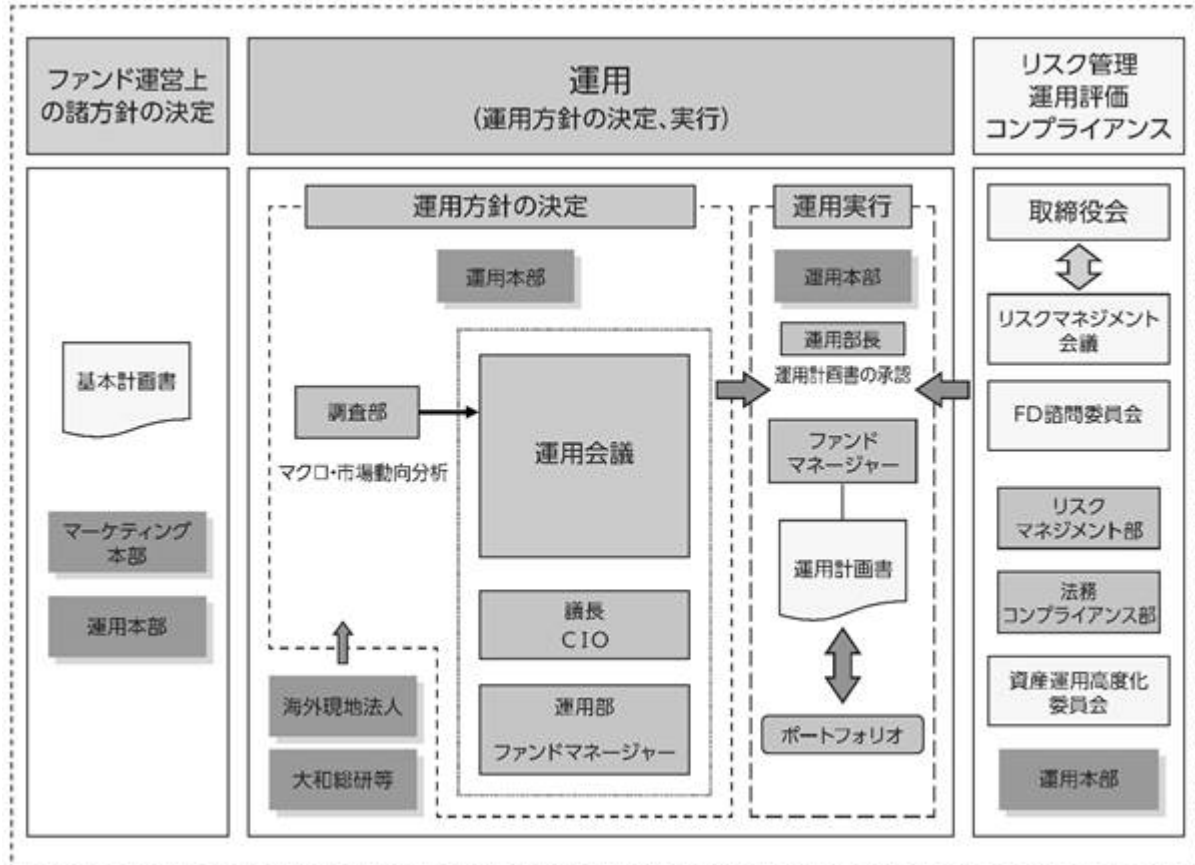 ファンド運営上
の諸方針の決定
運用
(運用方針の決定、実行)
リスク管理
運用評価
コンプライアンス
基本計画書
マーケティング
本部
運用本部
運用方針の決定
運用本部
調査部
マクロ・市場動向分析
運用会議
議長
CIO
運用部
ファンドマネージャー
海外現地法人
大和総研等
運用実行
運用本部
運用部長
運用計画書の承認
ファンド
マネージャー
運用計画書
ポートフォリオ
取締役会
リスクマネジメント
会議
FD諮問委員会
リスク
マネジメント部
法務
コンプライアンス部
資産運用高度化
委員会
運用本部